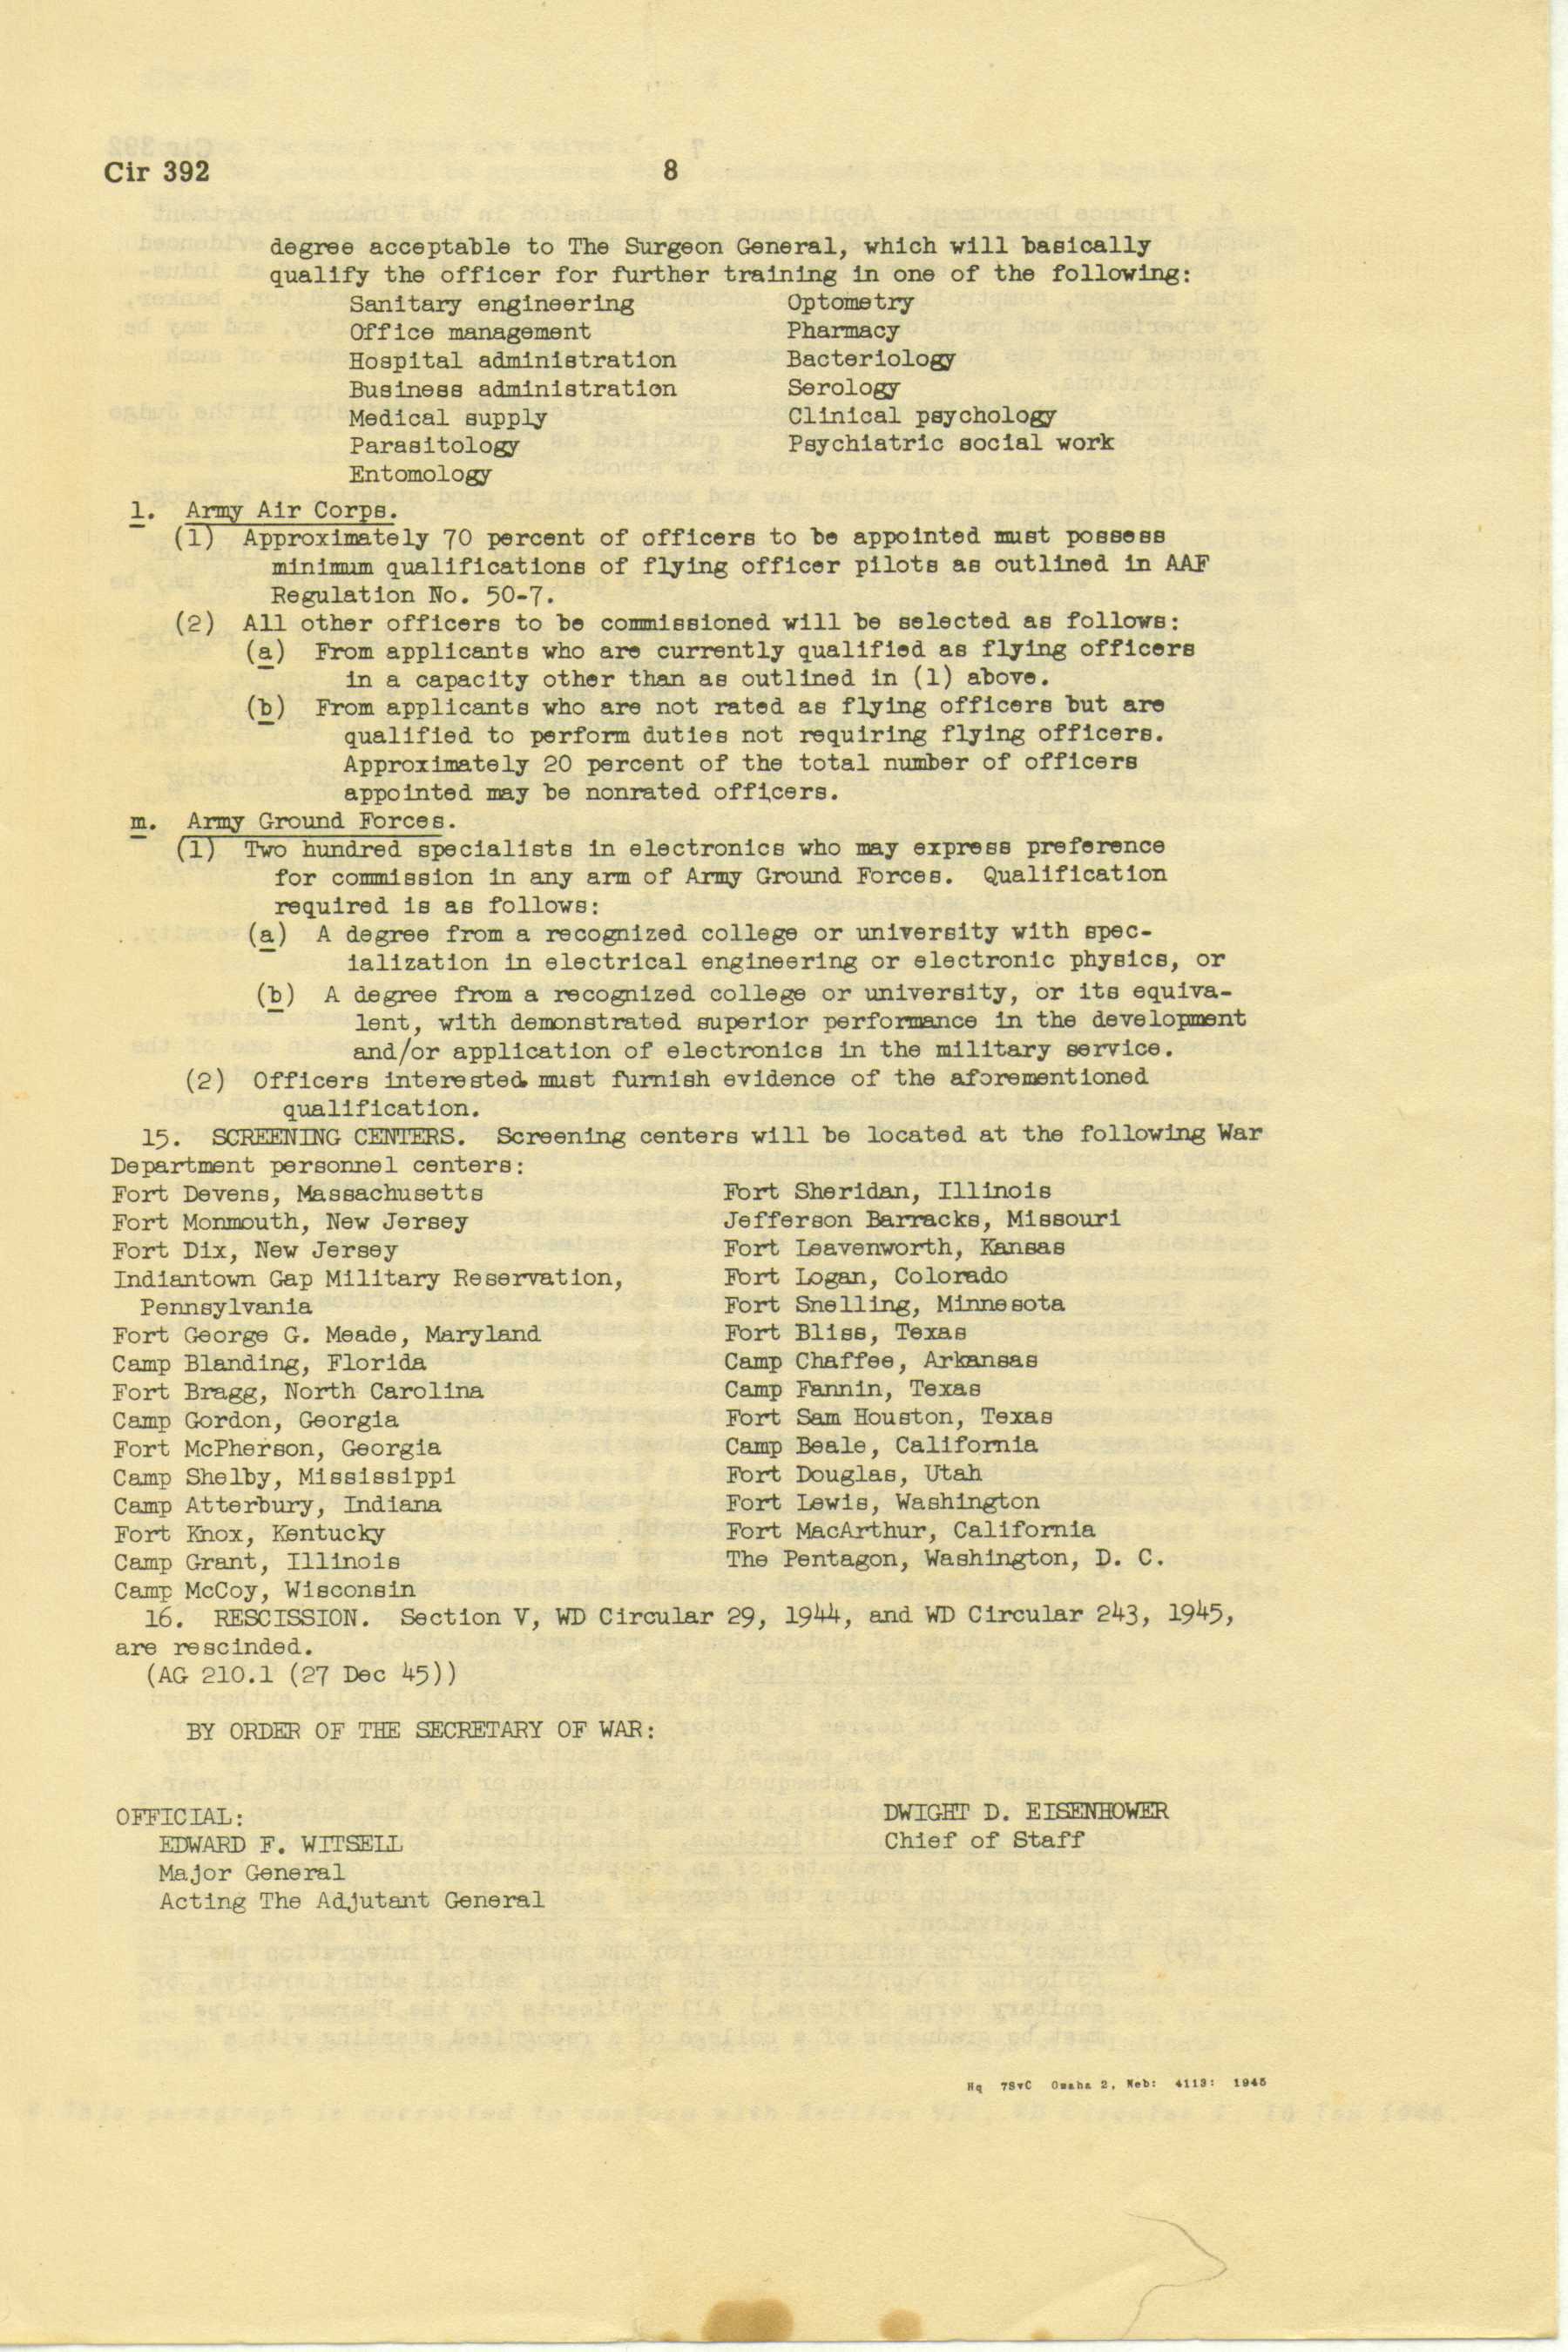 Cir 392 8
degree acceptable to The Surgeon General, which will basically
qualify the officer for further training in one of the following:
Sanitary engineering Optometry
Office management Pharmacy
Hospital administration Bacteriology
Business administration Serology
Medical supply Clinical psychology
Parasitology Psychiatric social work
Entomology
l. Army Air Corps.
(1) Approximately 70 percent of officers to be appointed must possess
minimum qualifications of flying officer pilots as outlined in AAF
Regulation No. 50-7.
(2) All other officers to be commissioned will be selected as follows:
(a) From applicants who are currently qualified as flying officers
in a capacity other than as outlined in (1) above.
(b) From applicants who are not rated as flying officers but are
qualified to perform duties not requiring flying officers.
Approximately 20 percent of the total number of officers
appointed may be nonrated officers.
m. Army Ground Forces.
(1) Two hundred specialists in electronics who may express preference
for commission in any arm of Army Ground Forces. Qualification
required is as follows:
(a) A degree from a recognized college or university with spec-
ialization in electrical engineering or electronic physics, or
(b) A degree from a recognized college or university, or its equiva-
lent, with demonstrated superior performance in the development
and/or application of electronics in the military service.
(2) Officers interested must furnish evidence of the aforementioned
qualification.
15. SCREENING CENTERS. Screening centers will be located at the following War
Department personnel centers:
Fort Devens, Massachusetts Fort Sheridan, Illinois
Fort Monmouth, New Jersey Jefferson Barracks, Missouri
Fort Dix, New Jersey Fort Leavenworth, Kansas
Indiantown Gap Military Reservation, Fort Logan, Colorado
Pennsylvania Fort Snelling, Minnesota
Fort George G. Meade, Maryland Fort Bliss, Texas
Camp Blanding, Florida Camp Chaffee, Arkansas
Fort Bragg, North Carolina Camp Fannin, Texas
Camp Gordon, Georgia Fort Sam Houston, Texas
Fort McPherson, Georgia Camp Beale, California
Camp Shelby, Mississippi Fort Douglas, Utah
Camp Atterbury, Indiana Fort Lewis, Washington
Fort Knox, Kentucky Fort MacArthur, California
Camp Grant, Illinois The Pentagon, Washington, D. C.
Camp McCoy, Wisconsin
16. RESCISSION. Section V, WD Circular 29, 1944, and WD Circular 243, 1945,
are rescinded.
(AG 210.1 (27 Dec 45))
BY ORDER OF THE SECRETARY OF WAR:
OFFICIAL: DWIGHT D. EISENHOWER
EDWARD F. WITSELL Chief of Staff
Major General
Acting The Adjutant General
Hq 7SvC Omaha 2, Neb: 4113: 1945